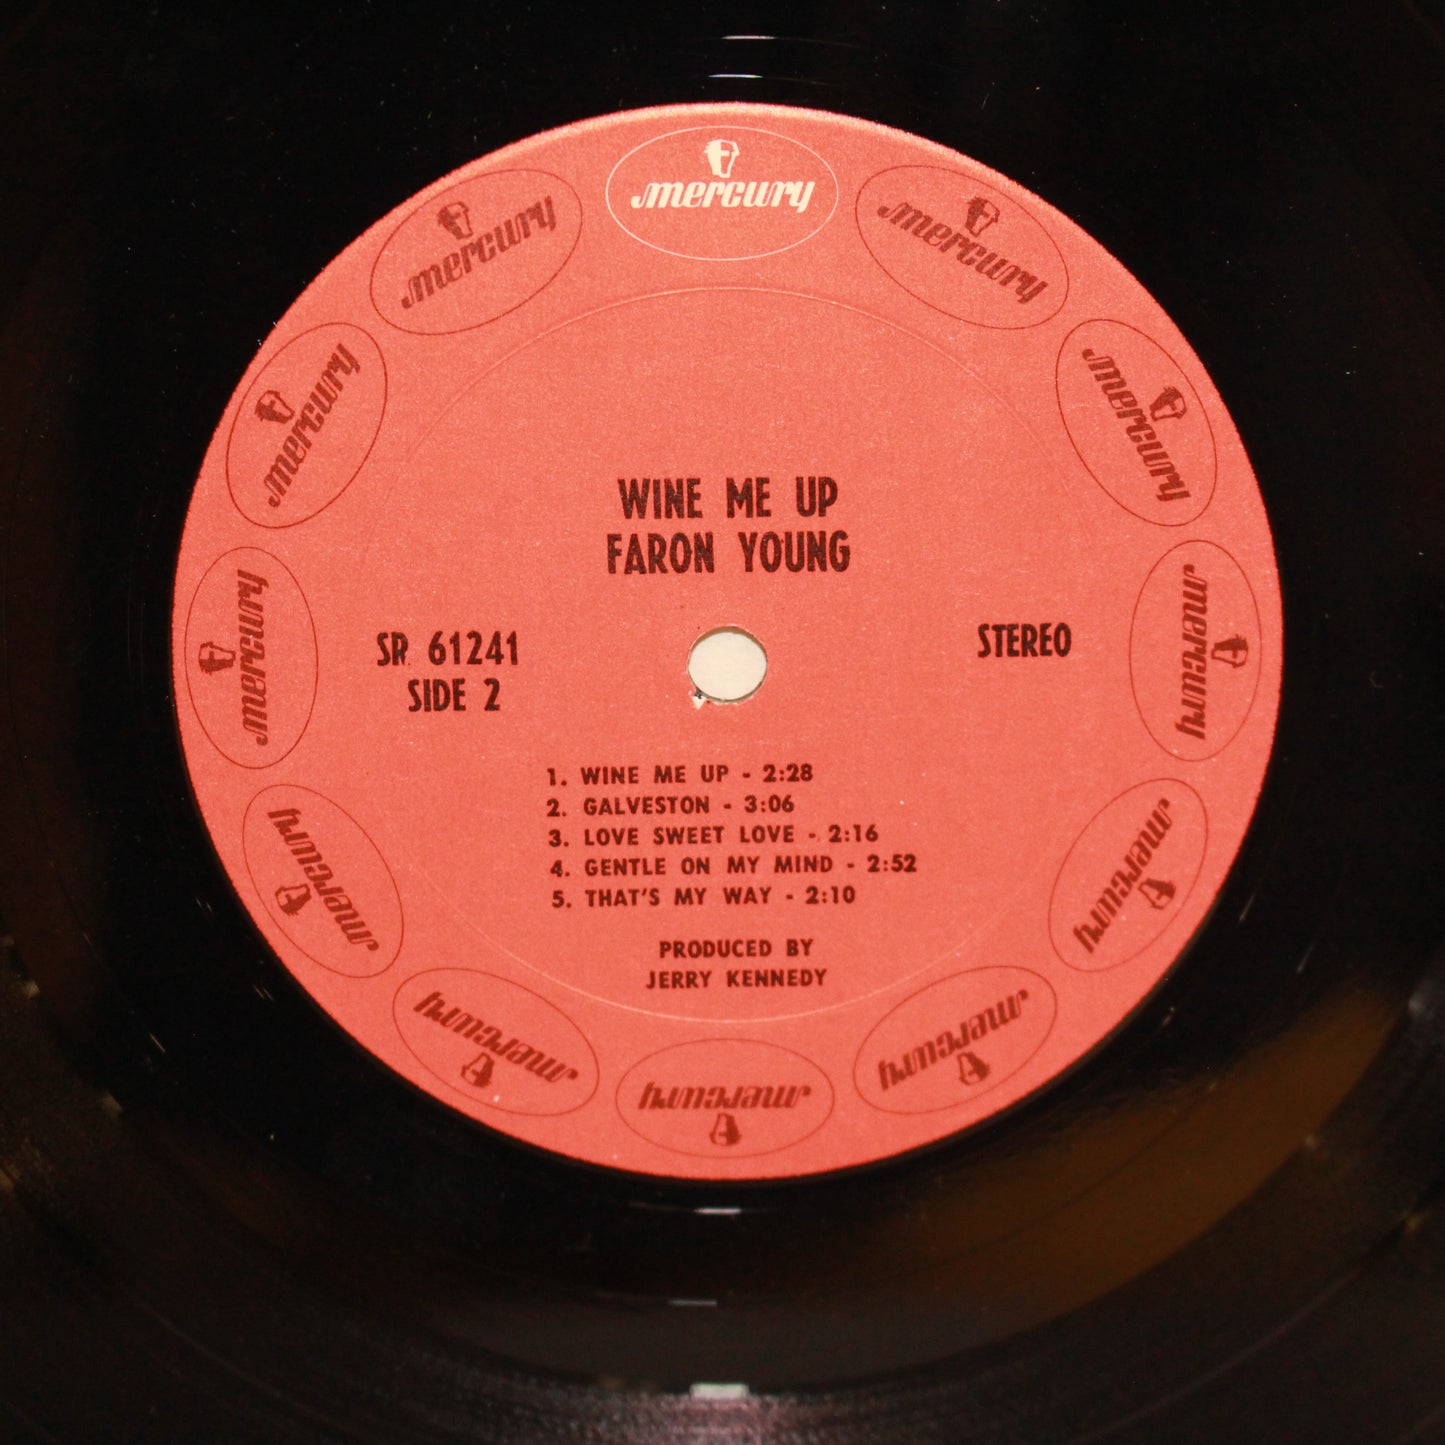 mercury
mercury
mercury
mercury
mercury
mercury
mercury
mercury
mercury
mercury
mercury
mercury
WINE ME UP
FARON YOUNG
SR 61241
SIDE 2
STEREO
1. WINE ME UP - 2:28
2. GALVESTON - 3:06
3. LOVE SWEET LOVE - 2:16
4. GENTLE ON MY MIND - 2:52
5. THAT'S MY WAY - 2:10
PRODUCED BY
JERRY KENNEDY